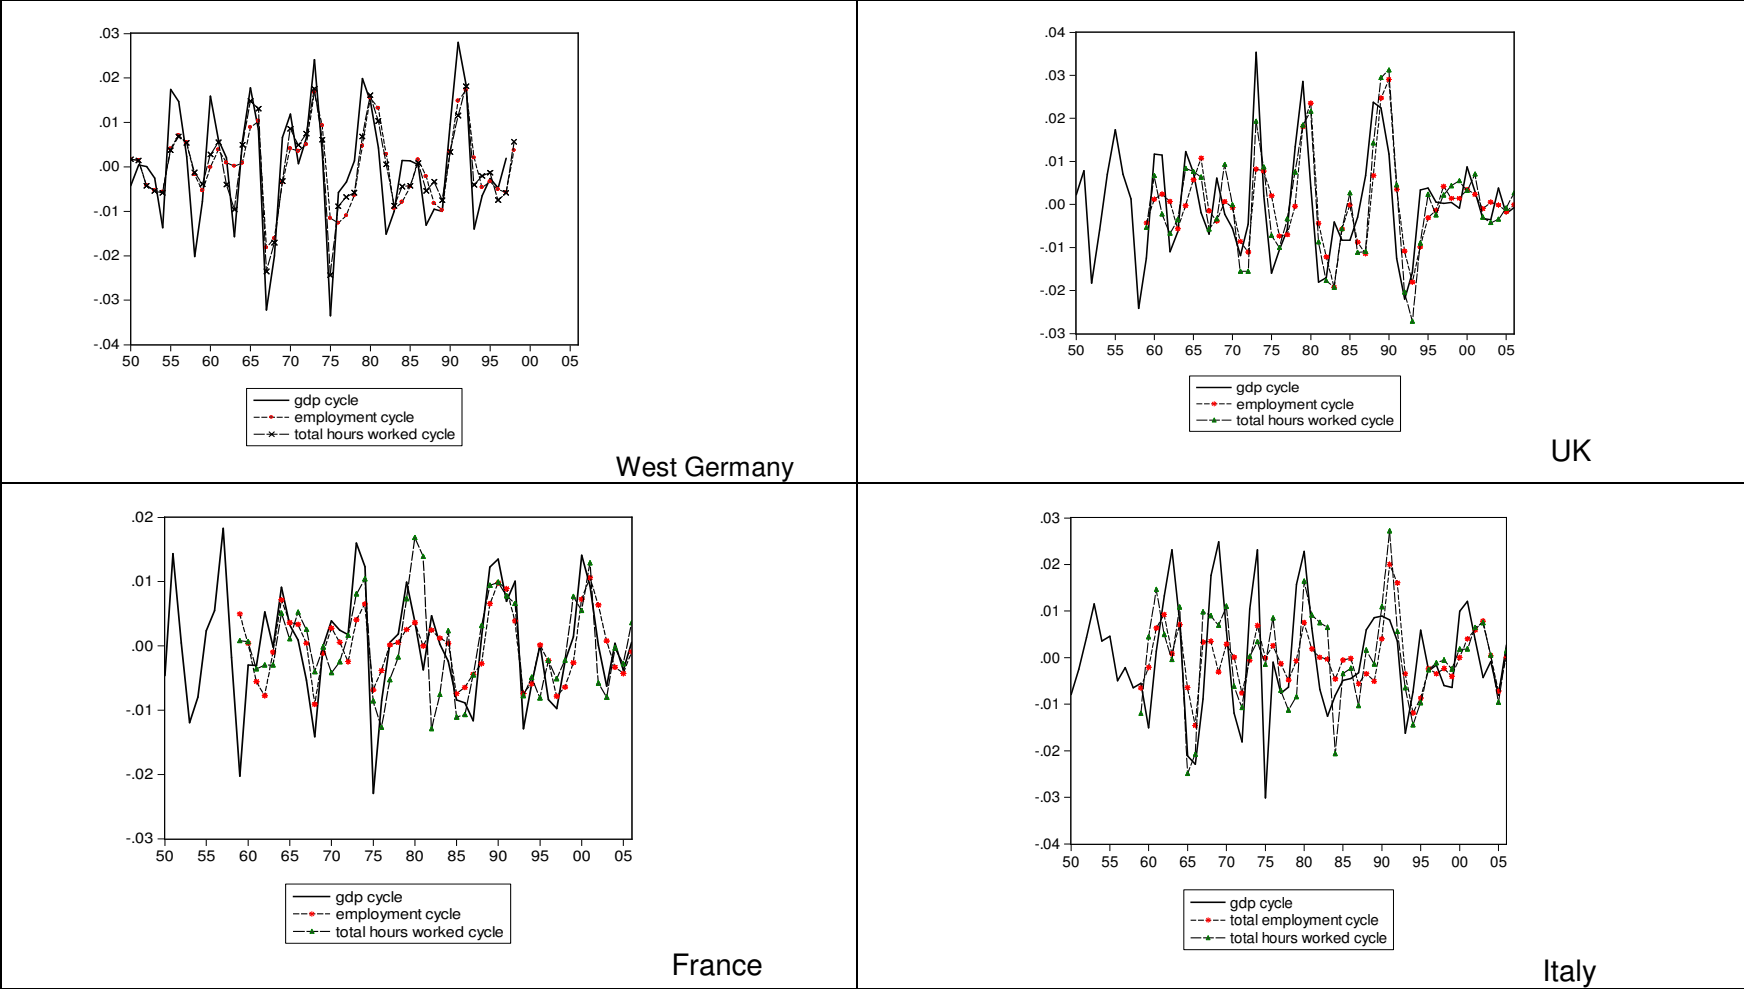 .03
.02
.01
.00
-.01
-.02
-.03
-.04
50 55 60 65 70 75 80 85 90 95 00 05
gdp cycle
employment cycle
total hours worked cycle
West Germany
.04
.03
.02
.01
.00
-.01
-.02
-.03
50 55 60 65 70 75 80 85 90 95 00 05
gdp cycle
employment cycle
total hours worked cycle
UK
.02
.01
.00
-.01
-.02
-.03
50 55 60 65 70 75 80 85 90 95 00 05
gdp cycle
employment cycle
total hours worked cycle
France
.03
.02
.01
.00
-.01
-.02
-.03
-.04
50 55 60 65 70 75 80 85 90 95 00 05
gdp cycle
total employment cycle
total hours worked cycle
Italy